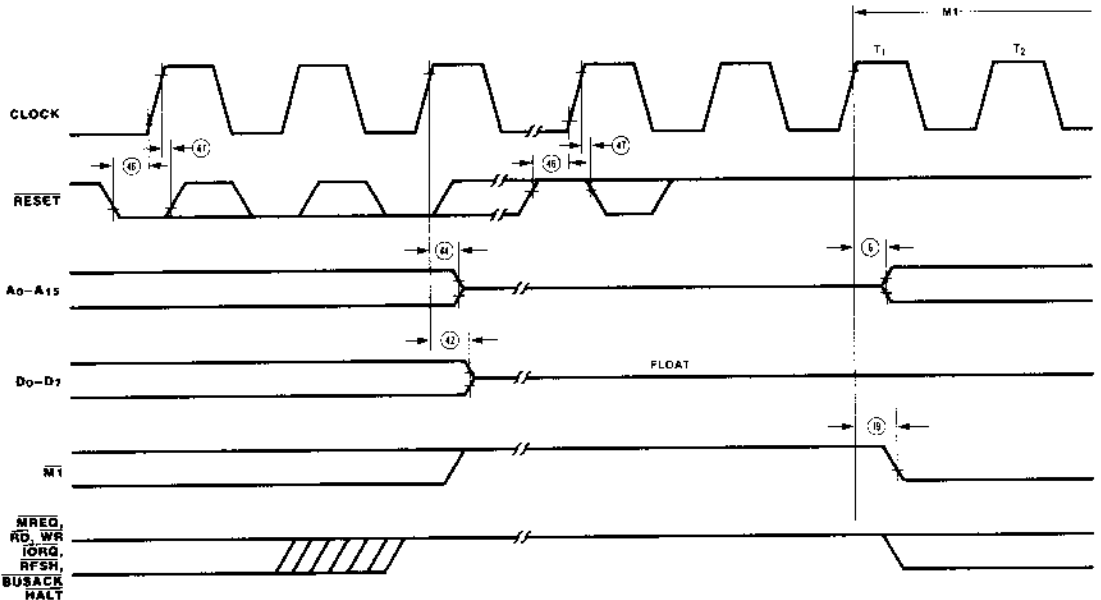 M1
T1
T2
CLOCK
46
47
46
47
RESET
44
6
A0–A15
42
FLOAT
D0–D7
19
M1
MREQ,
RD, WR
IORQ,
RFSH,
BUSACK
HALT